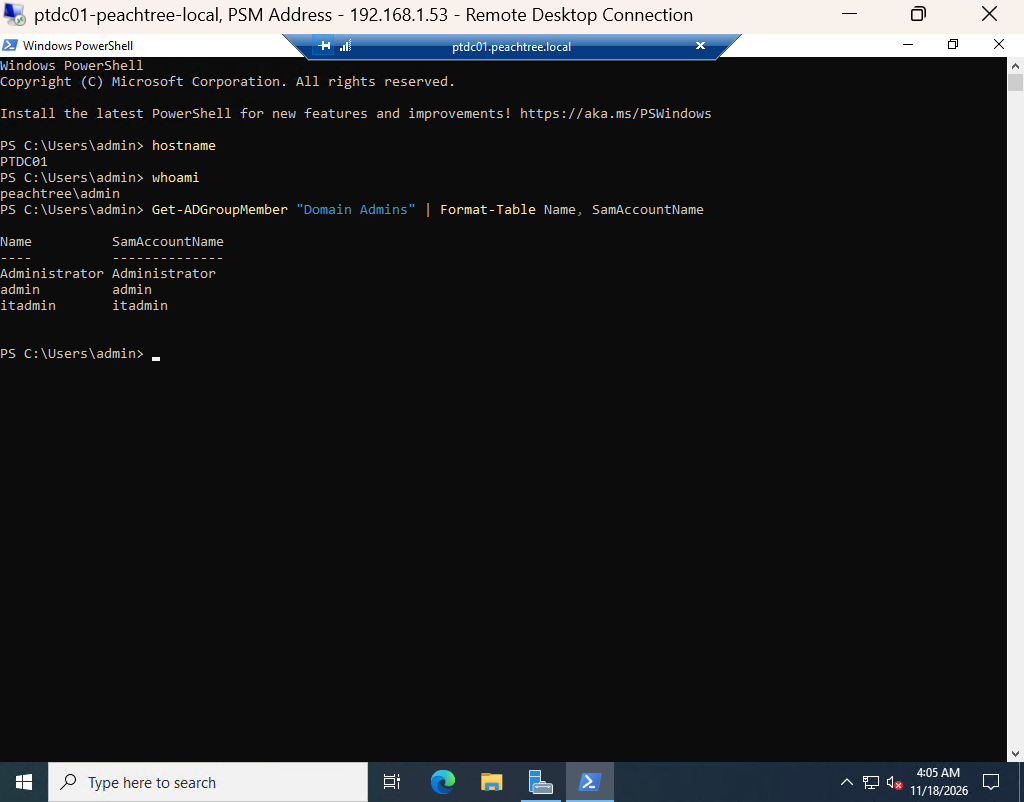 ptdc01-peachtree-local, PSM Address - 192.168.1.53 - Remote Desktop Connection
Windows PowerShell
ptdc01.peachtree.local
Windows PowerShell
Copyright (C) Microsoft Corporation. All rights reserved.
Install the latest PowerShell for new features and improvements! https://aka.ms/PSWindows
PS C:\Users\admin> hostname
PTDC01
PS C:\Users\admin> whoami
peachtree\admin
PS C:\Users\admin> Get-ADGroupMember "Domain Admins" | Format-Table Name, SamAccountName
Name          SamAccountName
----          --------------
Administrator Administrator
admin         admin
itadmin       itadmin
PS C:\Users\admin>
Type here to search
4:05 AM
11/18/2026